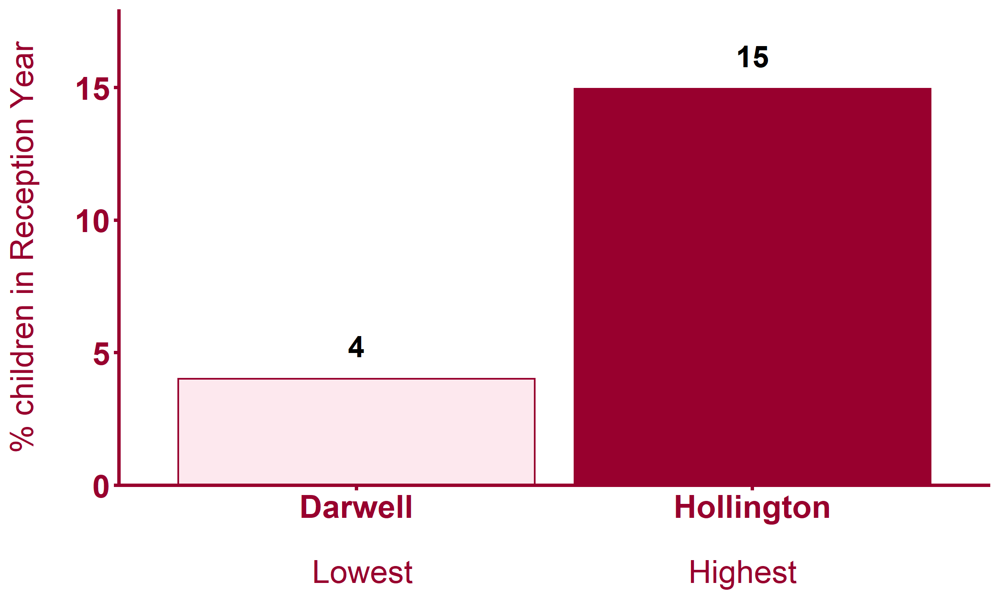 % children in Reception Year
15
10
5
0
4
15
Darwell
Hollington
Lowest
Highest